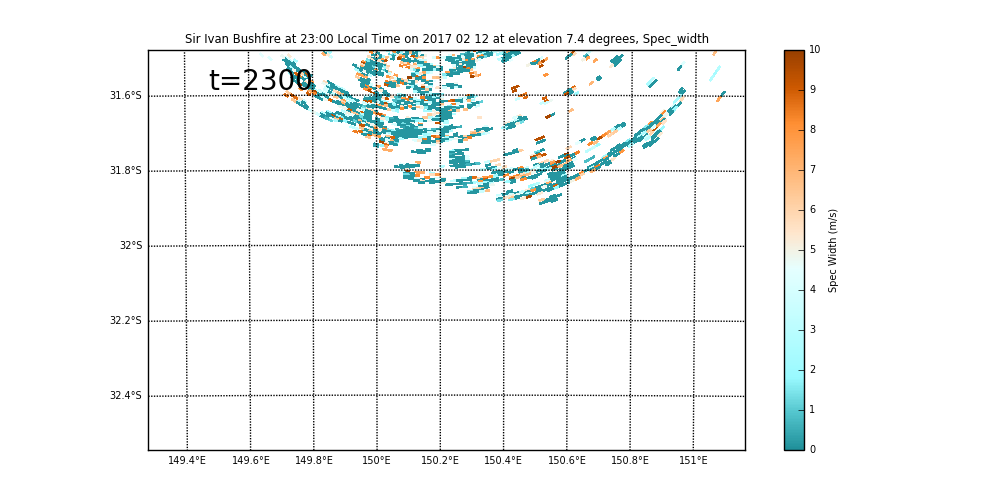 Sir Ivan Bushfire at 23:00 Local Time on 2017 02 12 at elevation 7.4 degrees, Spec_width
t=2300
31.6°S
31.8°S
32°S
32.2°S
32.4°S
149.4°E 149.6°E 149.8°E 150°E 150.2°E 150.4°E 150.6°E 150.8°E 151°E
10
9
8
7
6
5
4
3
2
1
0
Spec Width (m/s)